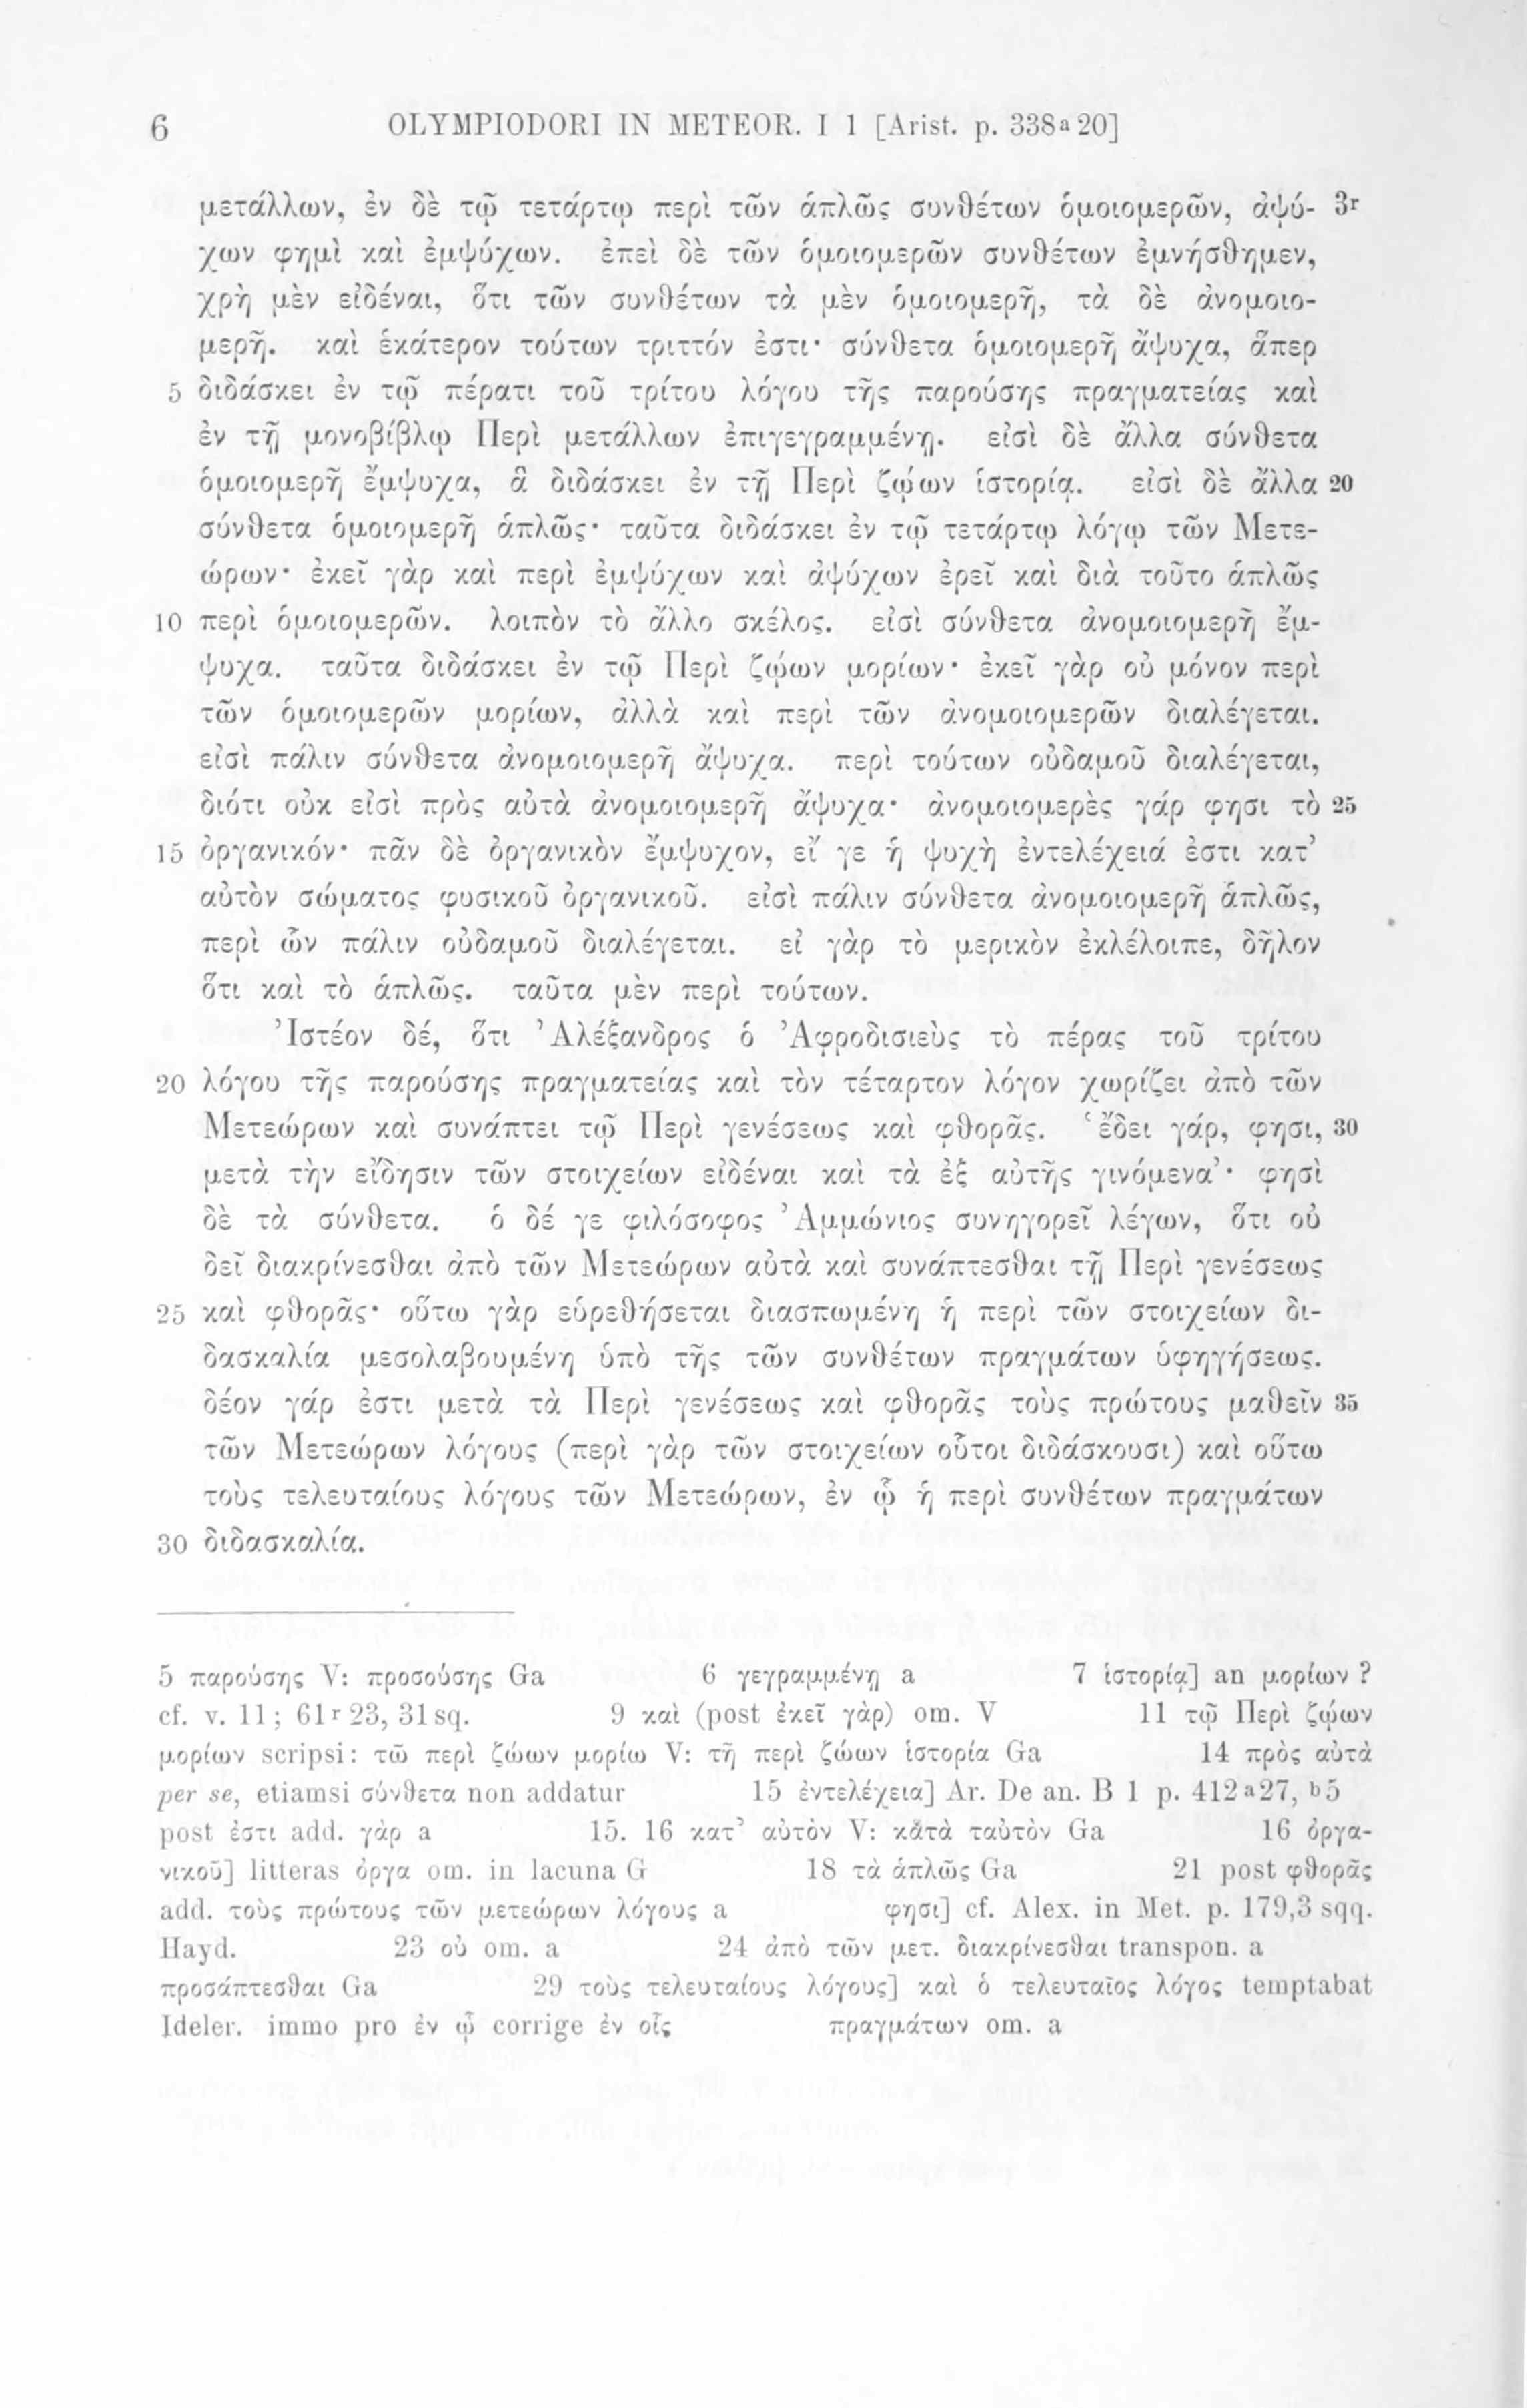 6 OLYMPIODORI IN METEOR. I 1 [Arist. p. 338a20]
μετάλλων, ἐν δὲ τῷ τετάρτῳ περὶ τῶν ἁπλῶς συνθέτων ὁμοιομερῶν, ἀψύ- 3r
χων φημὶ καὶ ἐμψύχων. ἐπεὶ δὲ τῶν ὁμοιομερῶν συνθέτων ἐμνήσθημεν,
χρὴ μὲν εἰδέναι, ὅτι τῶν συνθέτων τὰ μὲν ὁμοιομερῆ, τὰ δὲ ἀνομοιο-
μερῆ. καὶ ἑκάτερον τούτων τριττόν ἐστι· σύνθετα ὁμοιομερῆ ἄψυχα, ἅπερ
5 διδάσκει ἐν τῷ πέρατι τοῦ τρίτου λόγου τῆς παρούσης πραγματείας καὶ
ἐν τῇ μονοβίβλῳ Περὶ μετάλλων ἐπιγεγραμμένῃ. εἰσὶ δὲ ἄλλα σύνθετα
ὁμοιομερῆ ἔμψυχα, ἃ διδάσκει ἐν τῇ Περὶ ζῴων ἱστορίᾳ. εἰσὶ δὲ ἄλλα 20
σύνθετα ὁμοιομερῆ ἁπλῶς· ταῦτα διδάσκει ἐν τῷ τετάρτῳ λόγῳ τῶν Μετε-
ώρων· ἐκεῖ γὰρ καὶ περὶ ἐμψύχων καὶ ἀψύχων ἐρεῖ καὶ διὰ τοῦτο ἁπλῶς
10 περὶ ὁμοιομερῶν. λοιπὸν τὸ ἄλλο σκέλος. εἰσὶ σύνθετα ἀνομοιομερῆ ἔμ-
ψυχα. ταῦτα διδάσκει ἐν τῷ Περὶ ζῴων μορίων· ἐκεῖ γὰρ οὐ μόνον περὶ
τῶν ὁμοιομερῶν μορίων, ἀλλὰ καὶ περὶ τῶν ἀνομοιομερῶν διαλέγεται.
εἰσὶ πάλιν σύνθετα ἀνομοιομερῆ ἄψυχα. περὶ τούτων οὐδαμοῦ διαλέγεται,
διότι οὐκ εἰσὶ πρὸς αὐτὰ ἀνομοιομερῆ ἄψυχα· ἀνομοιομερὲς γάρ φησι τὸ 25
15 ὀργανικόν· πᾶν δὲ ὀργανικὸν ἔμψυχον, εἴ γε ἡ ψυχὴ ἐντελέχειά ἐστι κατ’
αὐτὸν σώματος φυσικοῦ ὀργανικοῦ. εἰσὶ πάλιν σύνθετα ἀνομοιομερῆ ἁπλῶς,
περὶ ὧν πάλιν οὐδαμοῦ διαλέγεται. εἰ γὰρ τὸ μερικὸν ἐκλέλοιπε, δῆλον
ὅτι καὶ τὸ ἁπλῶς. ταῦτα μὲν περὶ τούτων.
Ἰστέον δέ, ὅτι Ἀλέξανδρος ὁ Ἀφροδισιεὺς τὸ πέρας τοῦ τρίτου
20 λόγου τῆς παρούσης πραγματείας καὶ τὸν τέταρτον λόγον χωρίζει ἀπὸ τῶν
Μετεώρων καὶ συνάπτει τῷ Περὶ γενέσεως καὶ φθορᾶς. ‘ἔδει γάρ, φησι, 30
μετὰ τὴν εἴδησιν τῶν στοιχείων εἰδέναι καὶ τὰ ἐξ αὐτῆς γινόμενα’· φησὶ
δὲ τὰ σύνθετα. ὁ δέ γε φιλόσοφος Ἀμμώνιος συνηγορεῖ λέγων, ὅτι οὐ
δεῖ διακρίνεσθαι ἀπὸ τῶν Μετεώρων αὐτὰ καὶ συνάπτεσθαι τῇ Περὶ γενέσεως
25 καὶ φθορᾶς· οὕτω γὰρ εὑρεθήσεται διασπωμένη ἡ περὶ τῶν στοιχείων δι-
δασκαλία μεσολαβουμένη ὑπὸ τῆς τῶν συνθέτων πραγμάτων ὑφηγήσεως.
δέον γάρ ἐστι μετὰ τὰ Περὶ γενέσεως καὶ φθορᾶς τοὺς πρώτους μαθεῖν 35
τῶν Μετεώρων λόγους (περὶ γὰρ τῶν στοιχείων οὗτοι διδάσκουσι) καὶ οὕτω
τοὺς τελευταίους λόγους τῶν Μετεώρων, ἐν ᾧ ἡ περὶ συνθέτων πραγμάτων
30 διδασκαλία.
5 παρούσης V: προσούσης Ga 6 γεγραμμένῃ a 7 ἱστορίᾳ] an μορίων ?
cf. v. 11; 61r 23, 31 sq. 9 καὶ (post ἐκεῖ γὰρ) om. V 11 τῷ Περὶ ζῴων
μορίων scripsi: τῶ περὶ ζώων μορίω V: τῆ περὶ ζώων ἱστορία Ga 14 πρὸς αὐτὰ
per se, etiamsi σύνθετα non addatur 15 ἐντελέχεια] Ar. De an. B 1 p. 412a27, b5
post ἐστι add. γὰρ a 15. 16 κατ’ αὐτὸν V: κατὰ ταὐτὸν Ga 16 ὀργα-
νικοῦ] litteras ὀργα om. in lacuna G 18 τὰ ἁπλῶς Ga 21 post φθορᾶς
add. τοὺς πρώτους τῶν μετεώρων λόγους a φησι] cf. Alex. in Met. p. 179,3 sqq.
Hayd. 23 οὐ om. a 24 ἀπὸ τῶν μετ. διακρίνεσθαι transpon. a
προσάπτεσθαι Ga 29 τοὺς τελευταίους λόγους] καὶ ὁ τελευταῖος λόγος temptabat
Ideler. immo pro ἐν ᾧ corrige ἐν οἷς πραγμάτων om. a